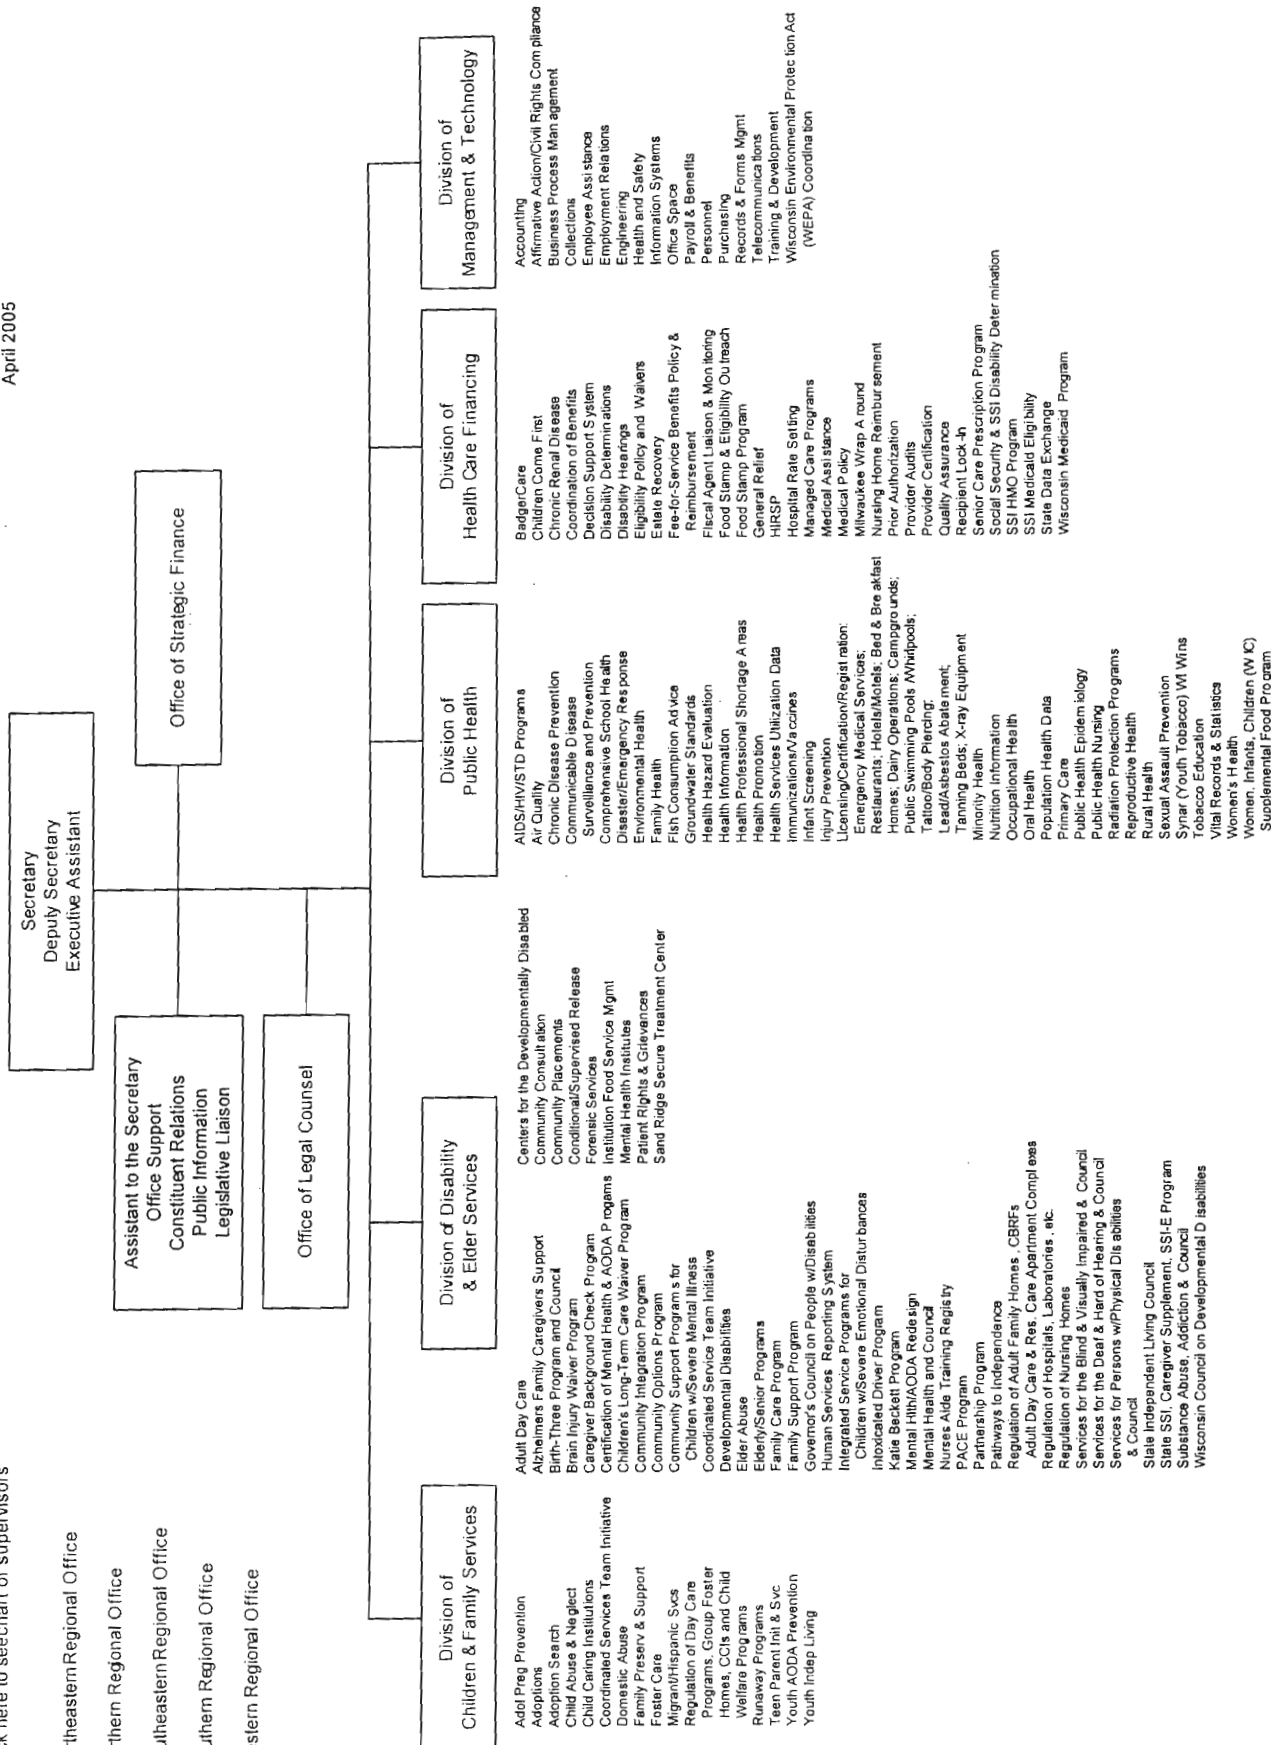 April 2005
here to see chart of supervisors
Regional Office
Regional Office
Regional Office
Regional Office
Regional Office
Secretary
Deputy Secretary
Executive Assistant
Assistant to the Secretary
Office Support
Constituent Relations
Public Information
Legislative Liaison
Office of Strategic Finance
Office of Legal Counsel
Division of
Children & Family Services
Adol Preg Prevention
Adoptions
Adoption Search
Child Abuse & Neglect
Child Caring Institutions
Coordinated Services Team Initiative
Domestic Abuse
Family Preserv & Support
Foster Care
Migrant/Hispanic Svcs
Regulation of Day Care
Programs, Group Foster
Homes, CCIs and Child
Welfare Programs
Runaway Programs
Teen Parent Init & Svc
Youth AODA Prevention
Youth Indep Living
Division of Disability
& Elder Services
Adult Day Care
Alzheimers Family Caregivers Support
Birth-Three Program and Council
Brain Injury Waiver Program
Caregiver Background Check Program
Certification of Mental Health & AODA Progams
Children's Long-Term Care Waiver Program
Community Integration Program
Community Options Program
Community Support Programs for
Children w/Severe Mental Illness
Coordinated Service Team Initiative
Developmental Disabilities
Elder Abuse
Elderly/Senior Programs
Family Care Program
Family Support Program
Governor's Council on People w/Disabilities
Human Services Reporting System
Integrated Service Programs for
Children w/Severe Emotional Disturbances
Intoxicated Driver Program
Katie Beckett Program
Mental Hlth/AODA Redesign
Mental Health and Council
Nurses Aide Training Registry
PACE Program
Partnership Program
Pathways to Independence
Regulation of Adult Family Homes, CBRFs
Adult Day Care & Res. Care Apartment Complexes
Regulation of Hospitals, Laboratories, etc.
Regulation of Nursing Homes
Services for the Blind & Visually Impaired & Council
Services for the Deaf & Hard of Hearing & Council
Services for Persons w/Physical Disabilities
& Council
State Independent Living Council
State SSI, Caregiver Supplement, SSI-E Program
Substance Abuse, Addiction & Council
Wisconsin Council on Developmental Disabilities
Centers for the Developmentally Disabled
Community Consultation
Community Placements
Conditional/Supervised Release
Forensic Services
Institution Food Service Mgmt
Mental Health Institutes
Patient Rights & Grievances
Sand Ridge Secure Treatment Center
Division of
Public Health
AIDS/HIV/STD Programs
Air Quality
Chronic Disease Prevention
Communicable Disease
Surveillance and Prevention
Comprehensive School Health
Disaster/Emergency Response
Environmental Health
Family Health
Fish Consumption Advice
Groundwater Standards
Health Hazard Evaluation
Health Information
Health Professional Shortage Areas
Health Promotion
Health Services Utilization Data
Immunizations/Vaccines
Infant Screening
Injury Prevention
Licensing/Certification/Registration:
Emergency Medical Services;
Restaurants; Hotels/Motels; Bed & Breakfast
Homes; Dairy Operations; Campgrounds;
Public Swimming Pools/Whirlpools;
Tattoo/Body Piercing;
Lead/Asbestos Abatement;
Tanning Beds; X-ray Equipment
Minority Health
Nutrition Information
Occupational Health
Oral Health
Population Health Data
Primary Care
Public Health Epidemiology
Public Health Nursing
Radiation Protection Programs
Reproductive Health
Rural Health
Sexual Assault Prevention
Synar (Youth Tobacco) WI Wins
Tobacco Education
Vital Records & Statistics
Women's Health
Women, Infants, Children (WIC)
Supplemental Food Program
Division of
Health Care Financing
BadgerCare
Children Come First
Chronic Renal Disease
Coordination of Benefits
Decision Support System
Disability Determinations
Disability Hearings
Eligibility Policy and Waivers
Estate Recovery
Fee-for-Service Benefits Policy &
Reimbursement
Fiscal Agent Liaison & Monitoring
Food Stamp & Eligibility Outreach
Food Stamp Program
General Relief
HIRSP
Hospital Rate Setting
Managed Care Programs
Medical Assistance
Medical Policy
Milwaukee Wrap Around
Nursing Home Reimbursement
Prior Authorization
Provider Audits
Provider Certification
Quality Assurance
Recipient Lock-In
Senior Care Prescription Program
Social Security & SSI Disability Determination
SSI HMO Program
SSI Medicaid Eligibility
State Data Exchange
Wisconsin Medicaid Program
Division of
Management & Technology
Accounting
Affirmative Action/Civil Rights Compliance
Business Process Management
Collections
Employee Assistance
Employment Relations
Engineering
Health and Safety
Information Systems
Office Space
Payroll & Benefits
Personnel
Purchasing
Records & Forms Mgmt
Telecommunications
Training & Development
Wisconsin Environmental Protection Act
(WEPA) Coordination